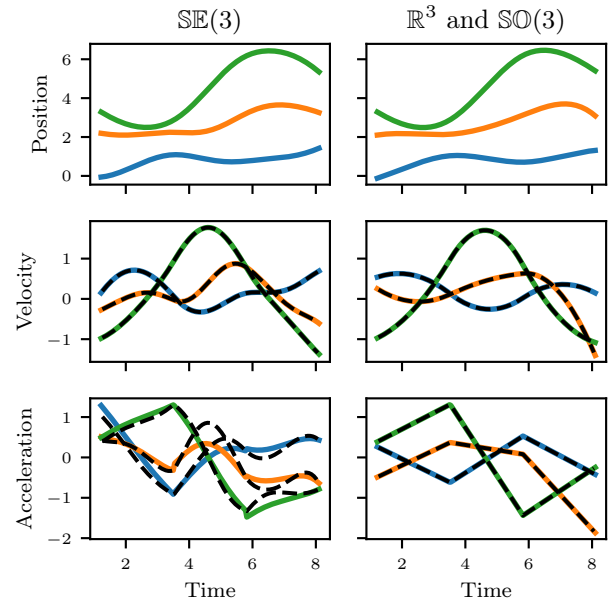 𝕊𝔼(3)
ℝ³ and 𝕊𝕆(3)
Position
6
4
2
0
Velocity
1
0
−1
Acceleration
1
0
−1
−2
2 4 6 8
2 4 6 8
Time
Time